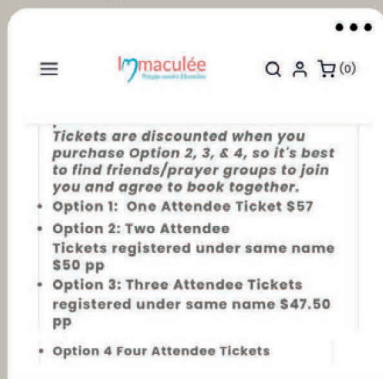 Immaculée
(0)
Tickets are discounted when you
purchase Option 2, 3, & 4, so it's best
to find friends/prayer groups to join
you and agree to book together.
• Option 1: One Attendee Ticket $57
• Option 2: Two Attendee
Tickets registered under same name
$50 pp
• Option 3: Three Attendee Tickets
registered under same name $47.50
pp
• Option 4 Four Attendee Tickets